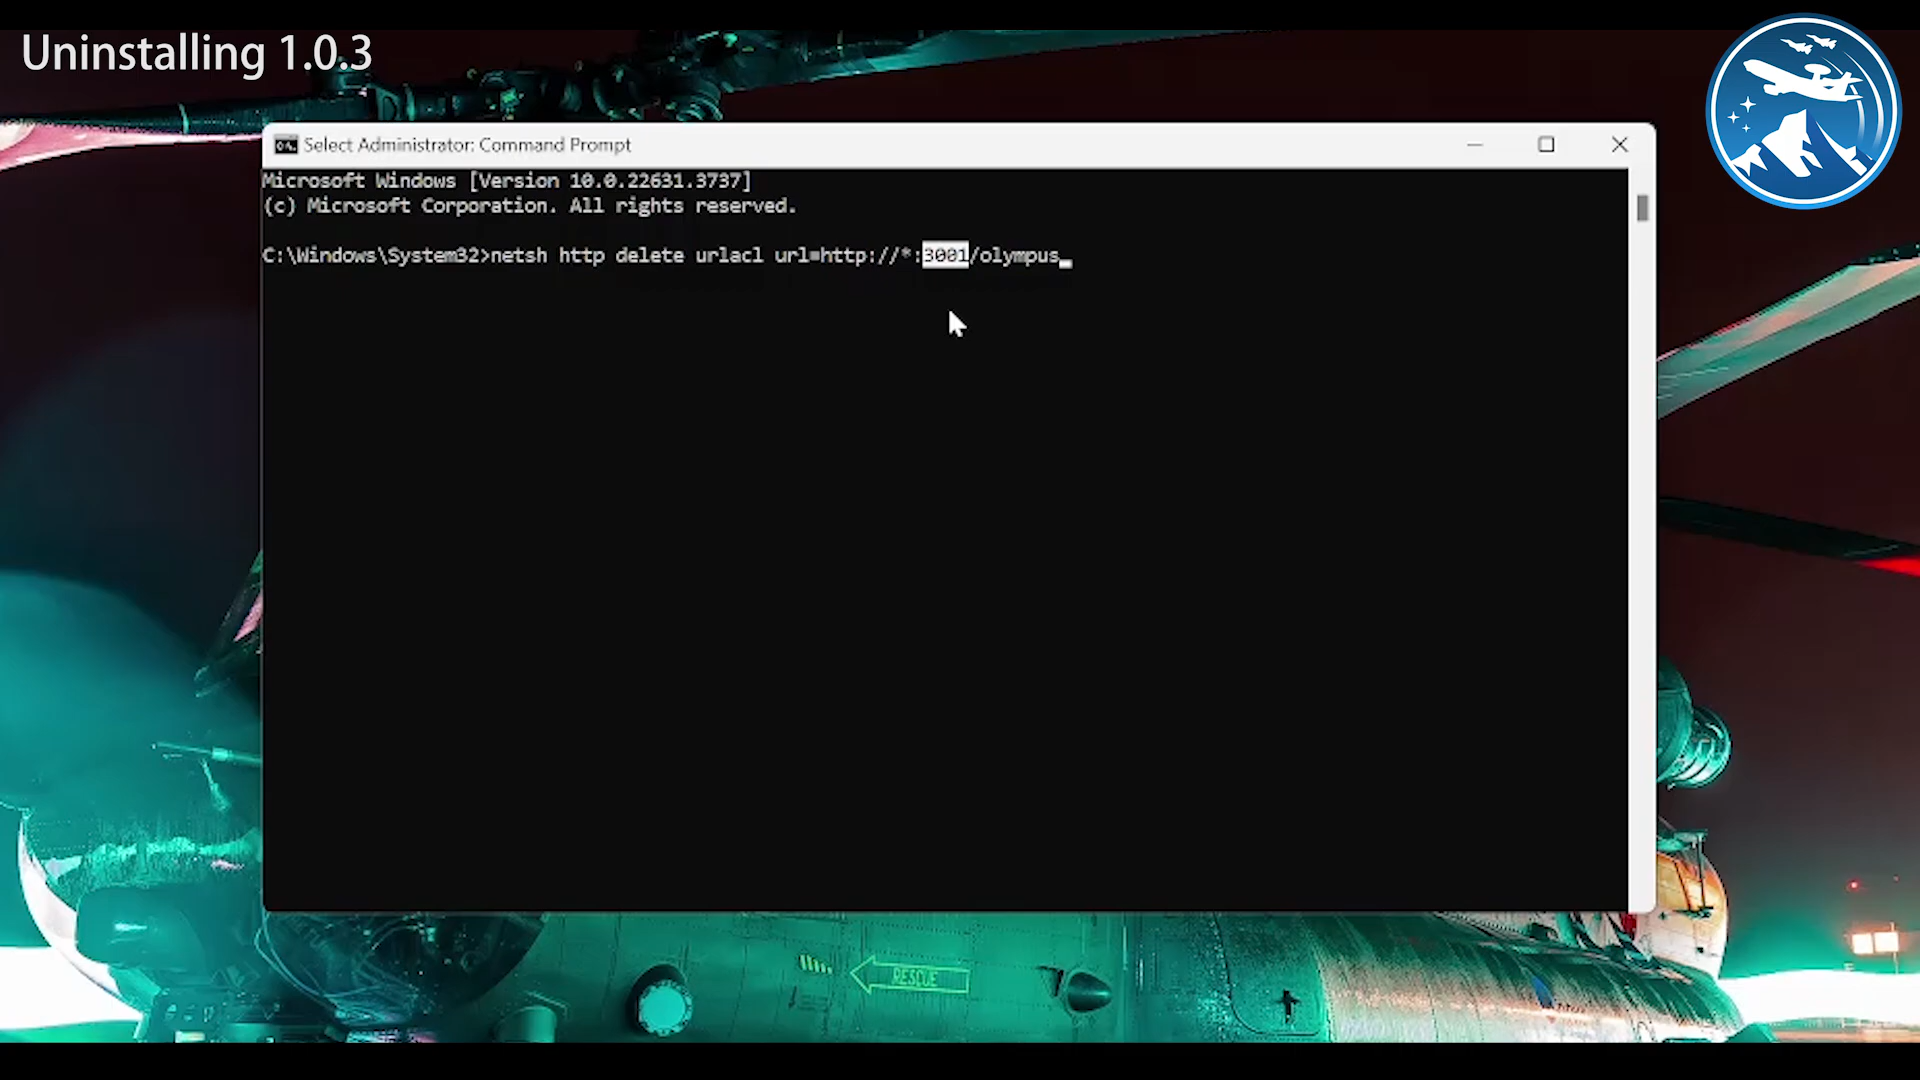 Uninstalling 1.0.3
Select Administrator: Command Prompt
Microsoft Windows [Version 10.0.22631.3737]
(c) Microsoft Corporation. All rights reserved.
C:\Windows\System32>netsh http delete urlacl url=http://*:3001/olympus_
RESCUE